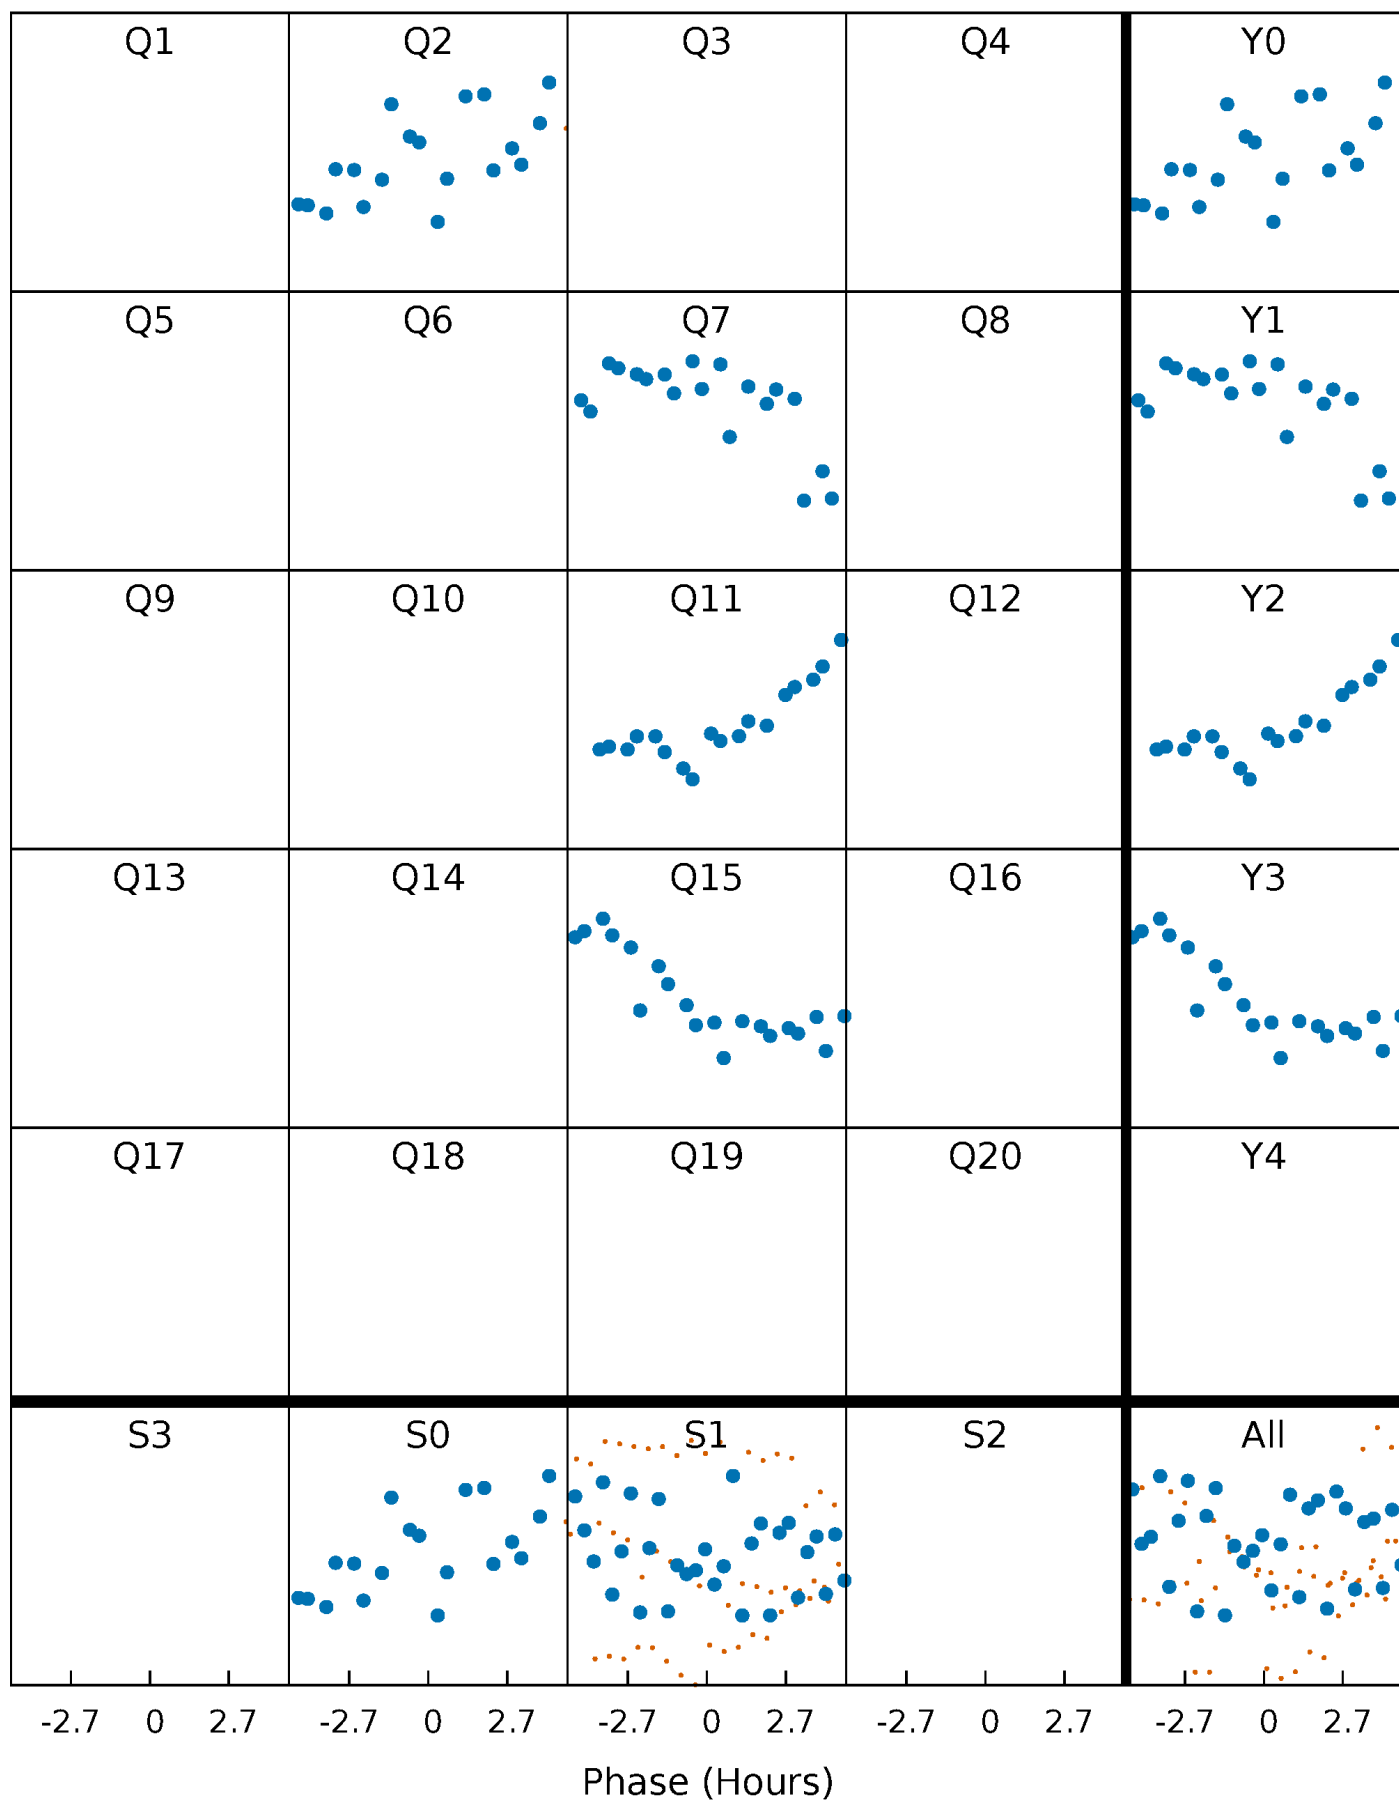 Q1 Q2 Q3 Q4 Y0
Q5 Q6 Q7 Q8 Y1
Q9 Q10 Q11 Q12 Y2
Q13 Q14 Q15 Q16 Y3
Q17 Q18 Q19 Q20 Y4
S3 S0 S1 S2 All
-2.7 0 2.7 -2.7 0 2.7 -2.7 0 2.7 -2.7 0 2.7 -2.7 0 2.7
Phase (Hours)